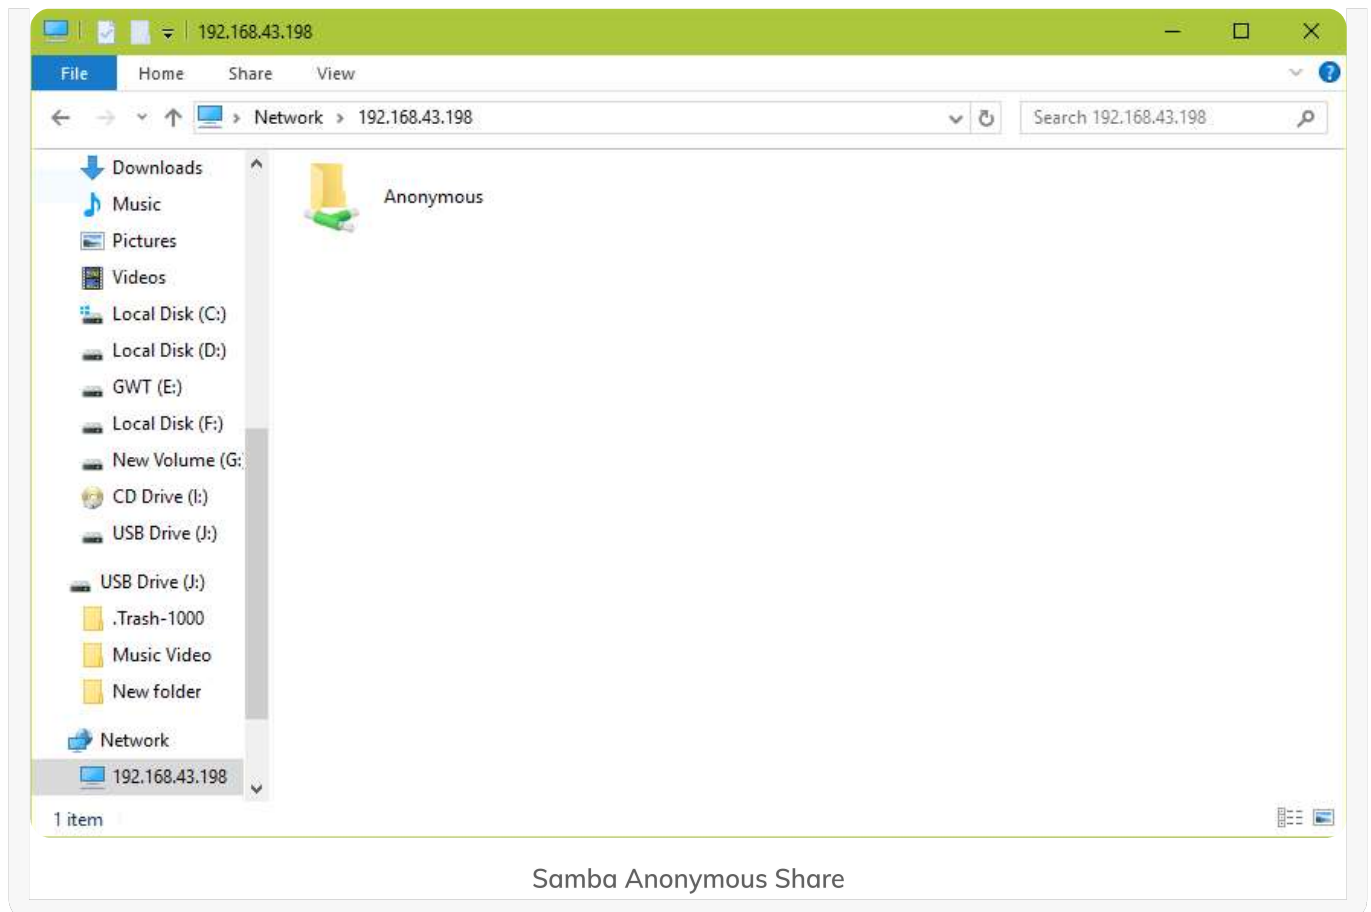 192.168.43.198
File Home Share View
Network > 192.168.43.198
Search 192.168.43.198
Downloads
Music
Pictures
Videos
Local Disk (C:)
Local Disk (D:)
GWT (E:)
Local Disk (F:)
New Volume (G:
CD Drive (I:)
USB Drive (J:)
USB Drive (J:)
.Trash-1000
Music Video
New folder
Network
192.168.43.198
Anonymous
1 item
Samba Anonymous Share